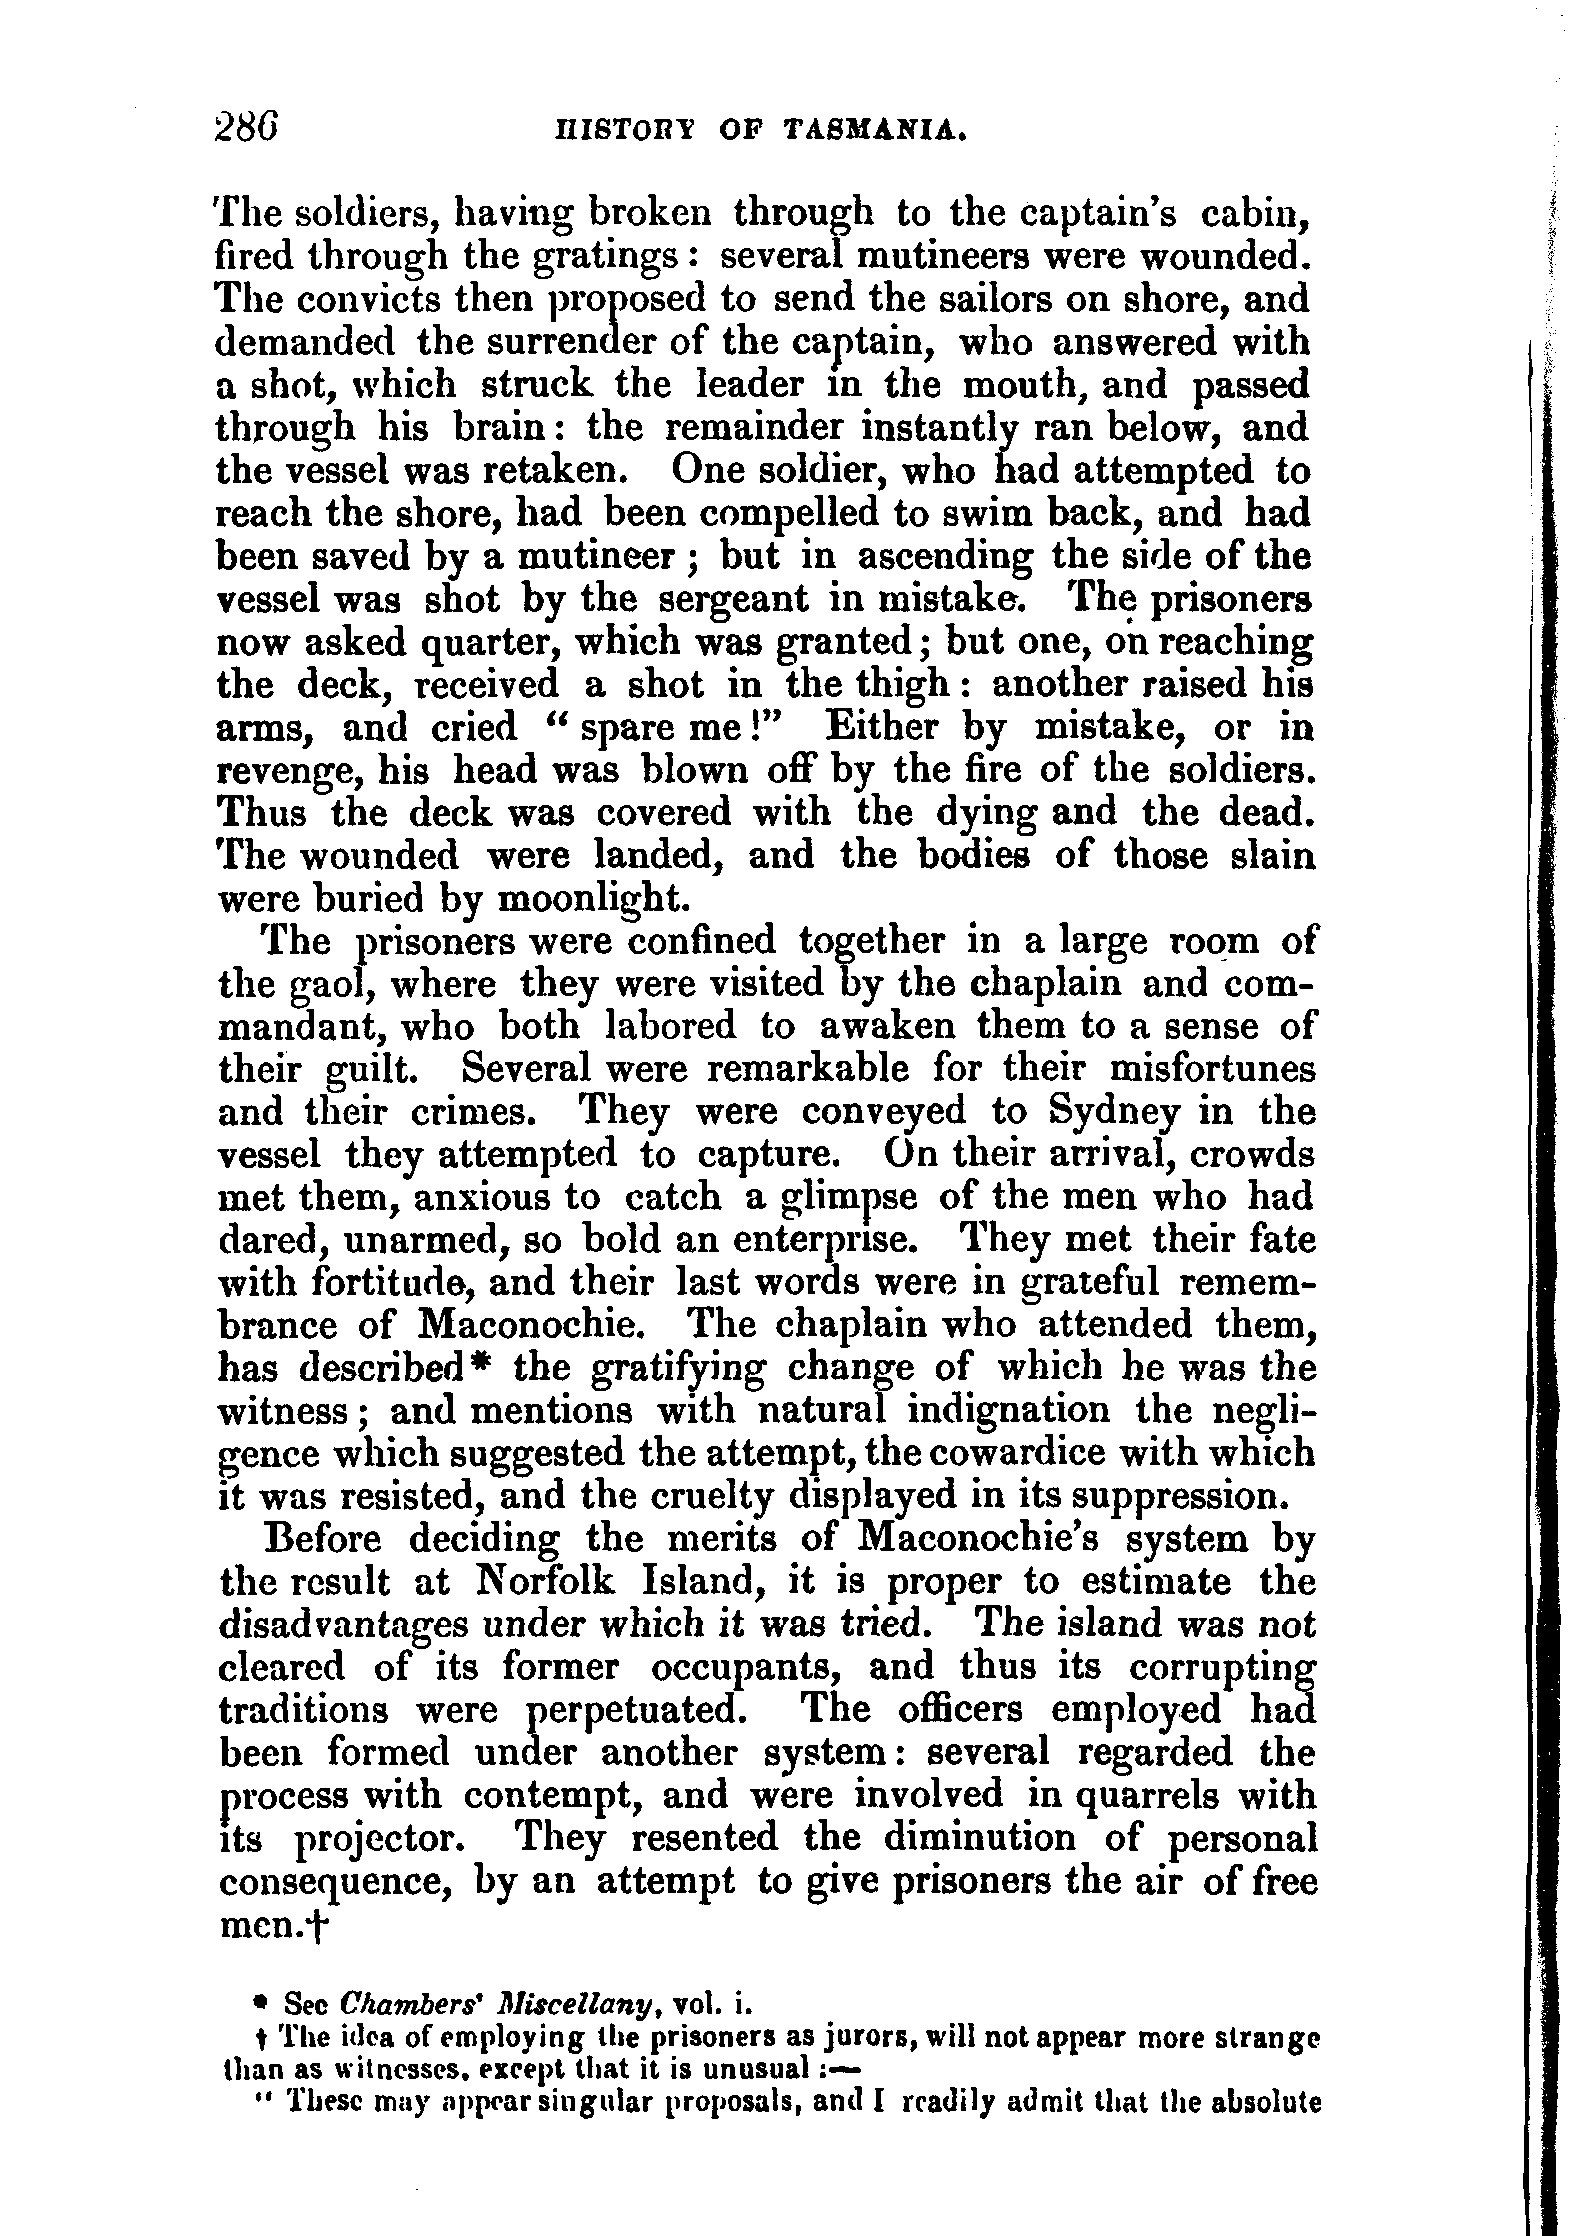 286 HISTORY OF TASMANIA.
The soldiers, having broken through to the captain's cabin,
fired through the gratings : several mutineers were wounded.
The convicts then proposed to send the sailors on shore, and
demanded the surrender of the captain, who answered with
a shot, which struck the leader in the mouth, and passed
through his brain : the remainder instantly ran below, and
the vessel was retaken. One soldier, who had attempted to
reach the shore, had been compelled to swim back, and had
been saved by a mutineer ; but in ascending the side of the
vessel was shot by the sergeant in mistake. The prisoners
now asked quarter, which was granted ; but one, on reaching
the deck, received a shot in the thigh : another raised his
arms, and cried “ spare me !” Either by mistake, or in
revenge, his head was blown off by the fire of the soldiers.
Thus the deck was covered with the dying and the dead.
The wounded were landed, and the bodies of those slain
were buried by moonlight.
The prisoners were confined together in a large room of
the gaol, where they were visited by the chaplain and com-
mandant, who both labored to awaken them to a sense of
their guilt. Several were remarkable for their misfortunes
and their crimes. They were conveyed to Sydney in the
vessel they attempted to capture. On their arrival, crowds
met them, anxious to catch a glimpse of the men who had
dared, unarmed, so bold an enterprise. They met their fate
with fortitude, and their last words were in grateful remem-
brance of Maconochie. The chaplain who attended them,
has described* the gratifying change of which he was the
witness ; and mentions with natural indignation the negli-
gence which suggested the attempt, the cowardice with which
it was resisted, and the cruelty displayed in its suppression.
Before deciding the merits of Maconochie's system by
the result at Norfolk Island, it is proper to estimate the
disadvantages under which it was tried. The island was not
cleared of its former occupants, and thus its corrupting
traditions were perpetuated. The officers employed had
been formed under another system : several regarded the
process with contempt, and were involved in quarrels with
its projector. They resented the diminution of personal
consequence, by an attempt to give prisoners the air of free
men.†
* See Chambers' Miscellany, vol. i.
† The idea of employing the prisoners as jurors, will not appear more strange
than as witnesses, except that it is unusual :—
" These may appear singular proposals, and I readily admit that the absolute